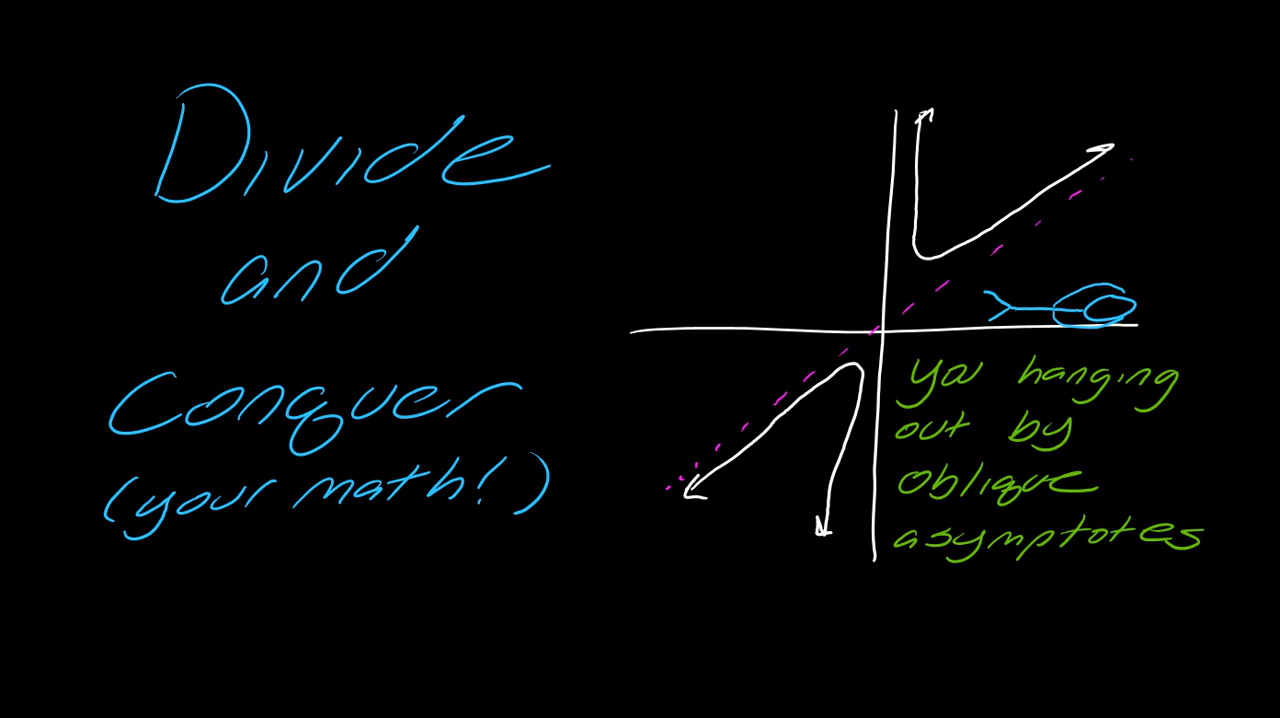 Divide
and
Conquer
(your math!)
you hanging
out by
oblique
asymptotes